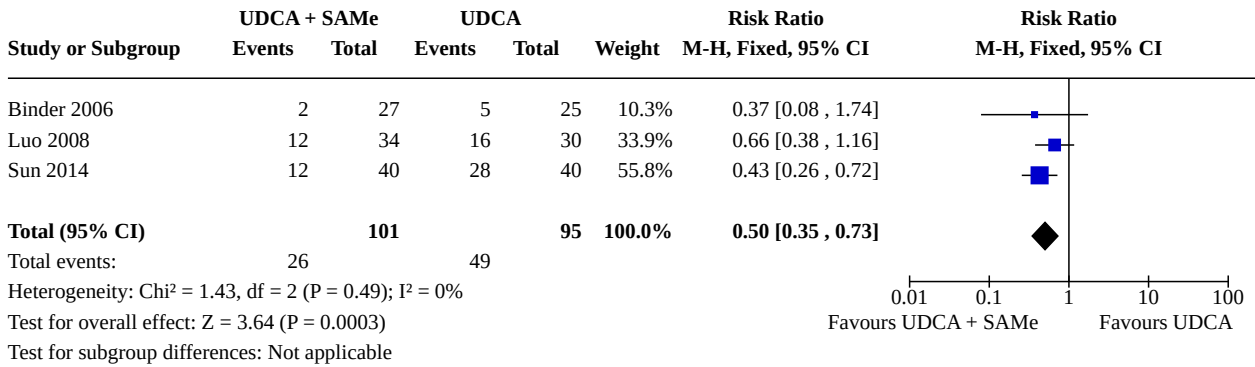 UDCA + SAMe UDCA Risk Ratio Risk Ratio
Study or Subgroup Events Total Events Total Weight M-H, Fixed, 95% CI M-H, Fixed, 95% CI
Binder 2006 2 27 5 25 10.3% 0.37 [0.08 , 1.74]
Luo 2008 12 34 16 30 33.9% 0.66 [0.38 , 1.16]
Sun 2014 12 40 28 40 55.8% 0.43 [0.26 , 0.72]
Total (95% CI) 101 95 100.0% 0.50 [0.35 , 0.73]
Total events: 26 49
Heterogeneity: Chi² = 1.43, df = 2 (P = 0.49); I² = 0%
0.01 0.1 1 10 100
Test for overall effect: Z = 3.64 (P = 0.0003) Favours UDCA + SAMe Favours UDCA
Test for subgroup differences: Not applicable